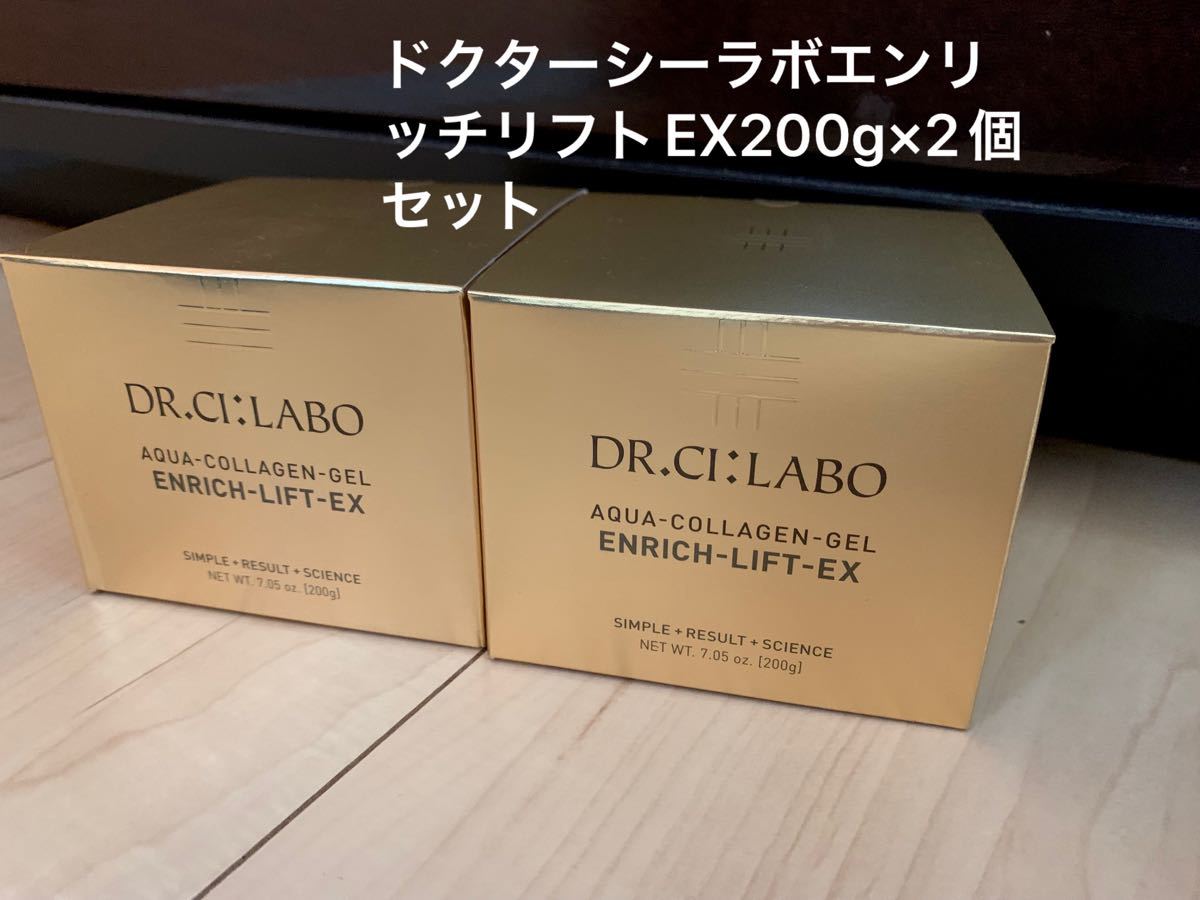 ドクターシーラボエンリ
ッチリフトEX200g×2個
セット
DR.CI:LABO
AQUA-COLLAGEN-GEL
ENRICH-LIFT-EX
SIMPLE+RESULT+SCIENCE
NET WT. 7.05 oz. [200g]
DR.CI:LABO
AQUA-COLLAGEN-GEL
ENRICH-LIFT-EX
SIMPLE+RESULT+SCIENCE
NET WT. 7.05 oz. [200g]